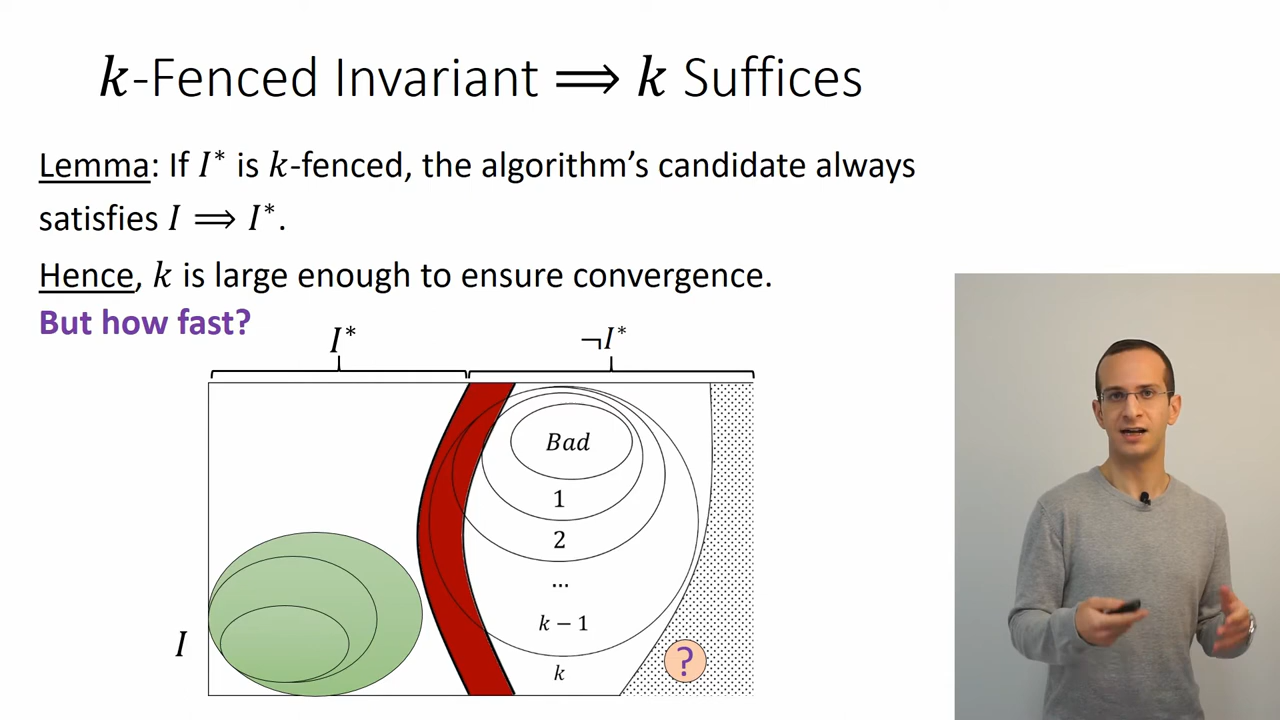 k-Fenced Invariant ⟹ k Suffices
Lemma: If I* is k-fenced, the algorithm’s candidate always
satisfies I ⟹ I*.
Hence, k is large enough to ensure convergence.
But how fast?
I*
¬I*
Bad
1
2
...
k − 1
k
I
?